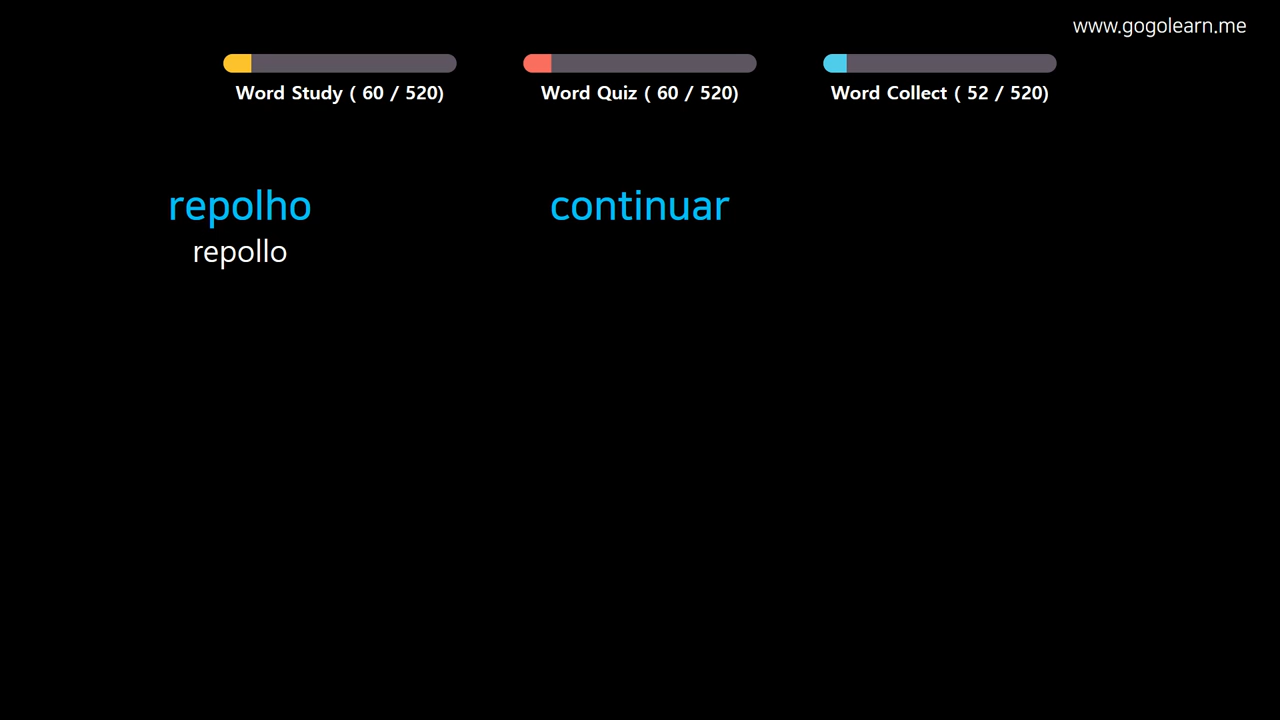 www.gogolearn.me
Word Study ( 60 / 520)
Word Quiz ( 60 / 520)
Word Collect ( 52 / 520)
repolho
repollo
continuar